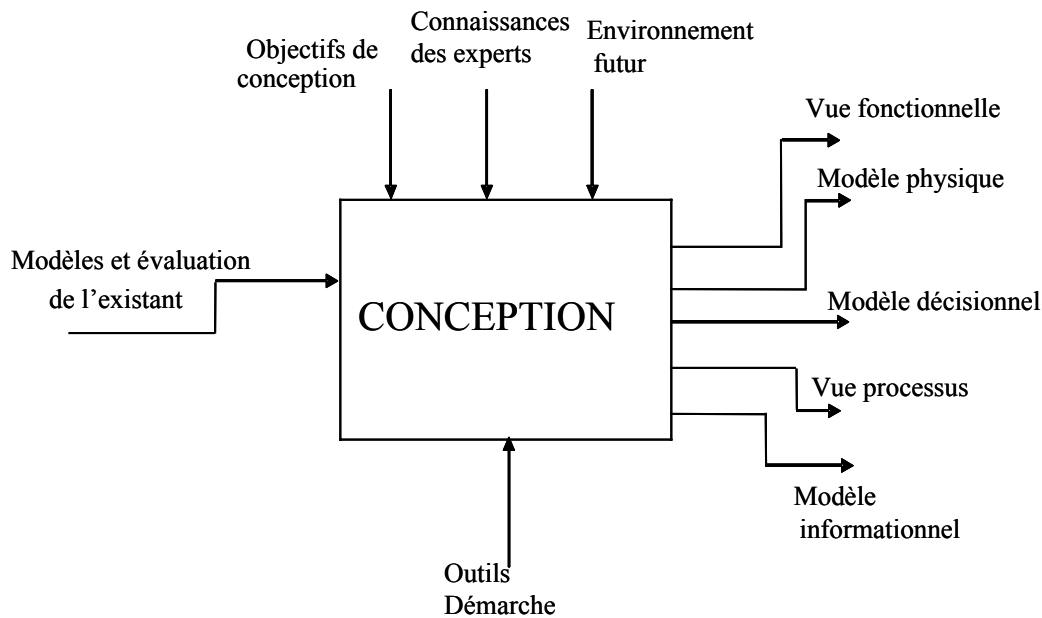 Objectifs de
conception
Connaissances
des experts
Environnement
futur
Vue fonctionnelle
Modèle physique
Modèles et évaluation
de l’existant
CONCEPTION
Modèle décisionnel
Vue processus
Modèle
informationnel
Outils
Démarche